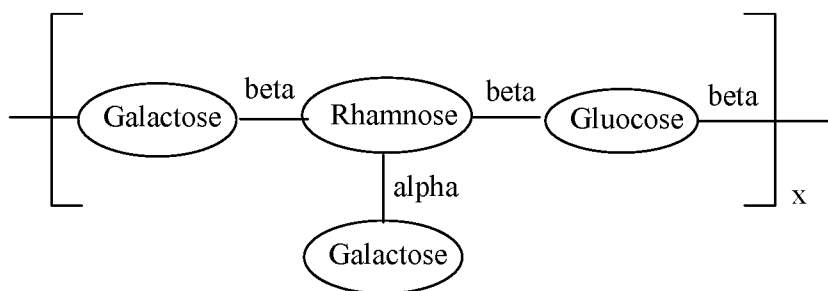 beta beta beta
Galactose Rhamnose Gluocose
x
alpha
Galactose